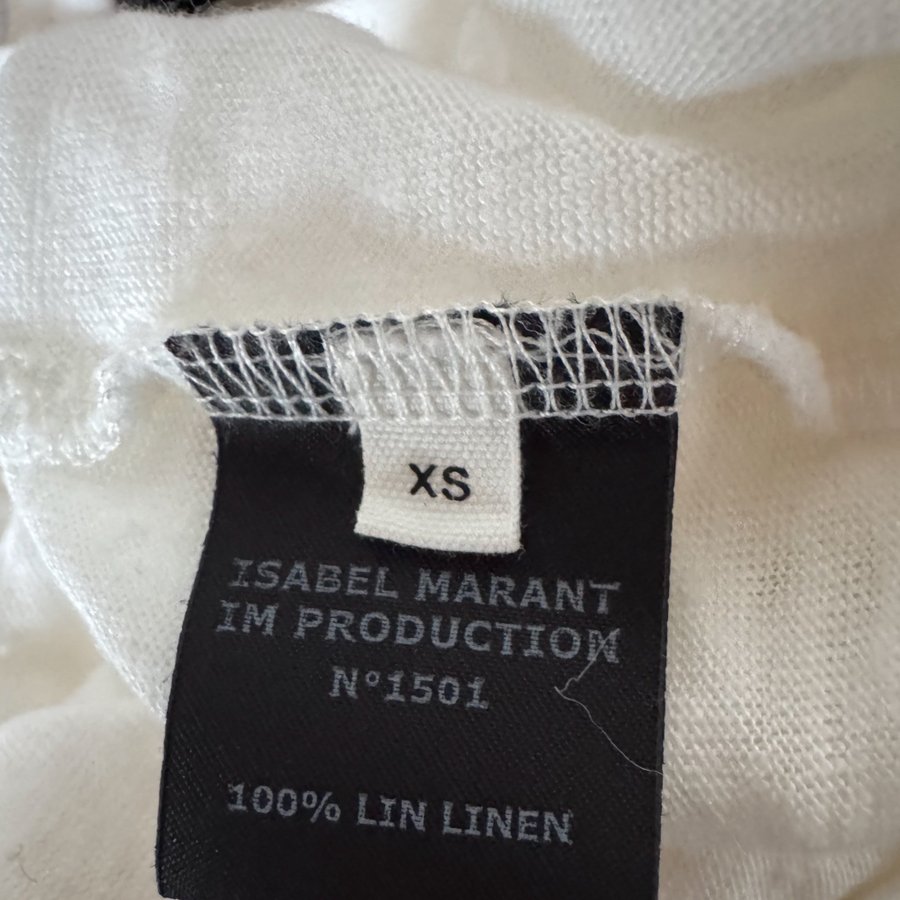 XS
ISABEL MARANT
IM PRODUCTION
N°1501
100% LIN LINEN